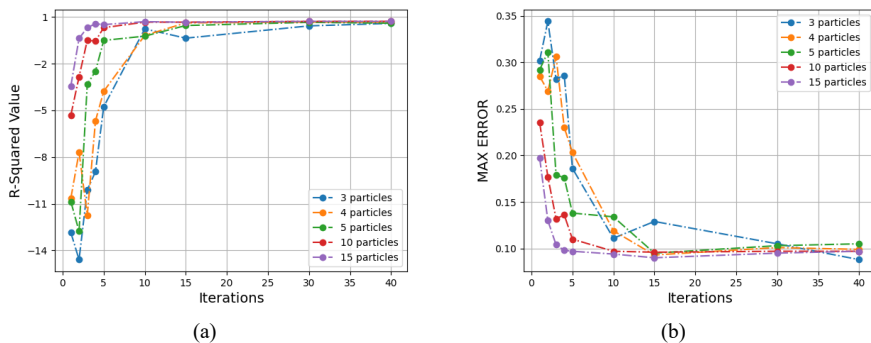 R-Squared Value
1
−2
−5
−8
−11
−14
0
5
10
15
20
25
30
35
40
Iterations
3 particles
4 particles
5 particles
10 particles
15 particles
(a)
MAX ERROR
0.35
0.30
0.25
0.20
0.15
0.10
0
5
10
15
20
25
30
35
40
Iterations
3 particles
4 particles
5 particles
10 particles
15 particles
(b)